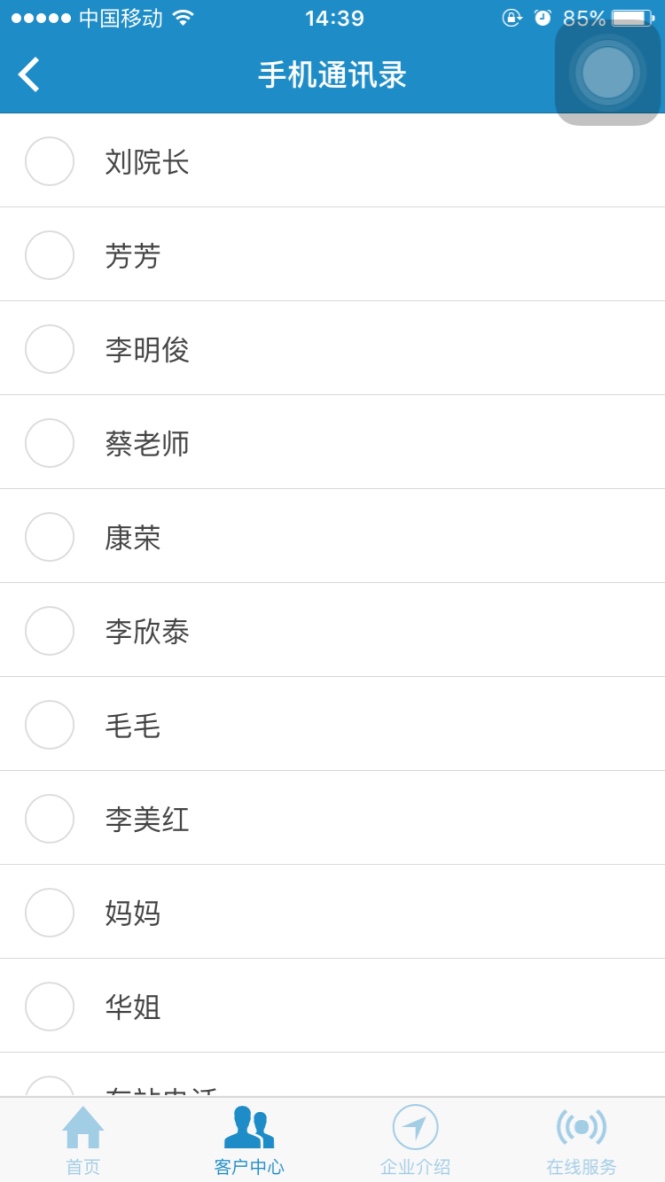 中国移动 14:39 85%
手机通讯录
刘院长
芳芳
李明俊
蔡老师
康荣
李欣泰
毛毛
李美红
妈妈
华姐
首页 客户中心 企业介绍 在线服务